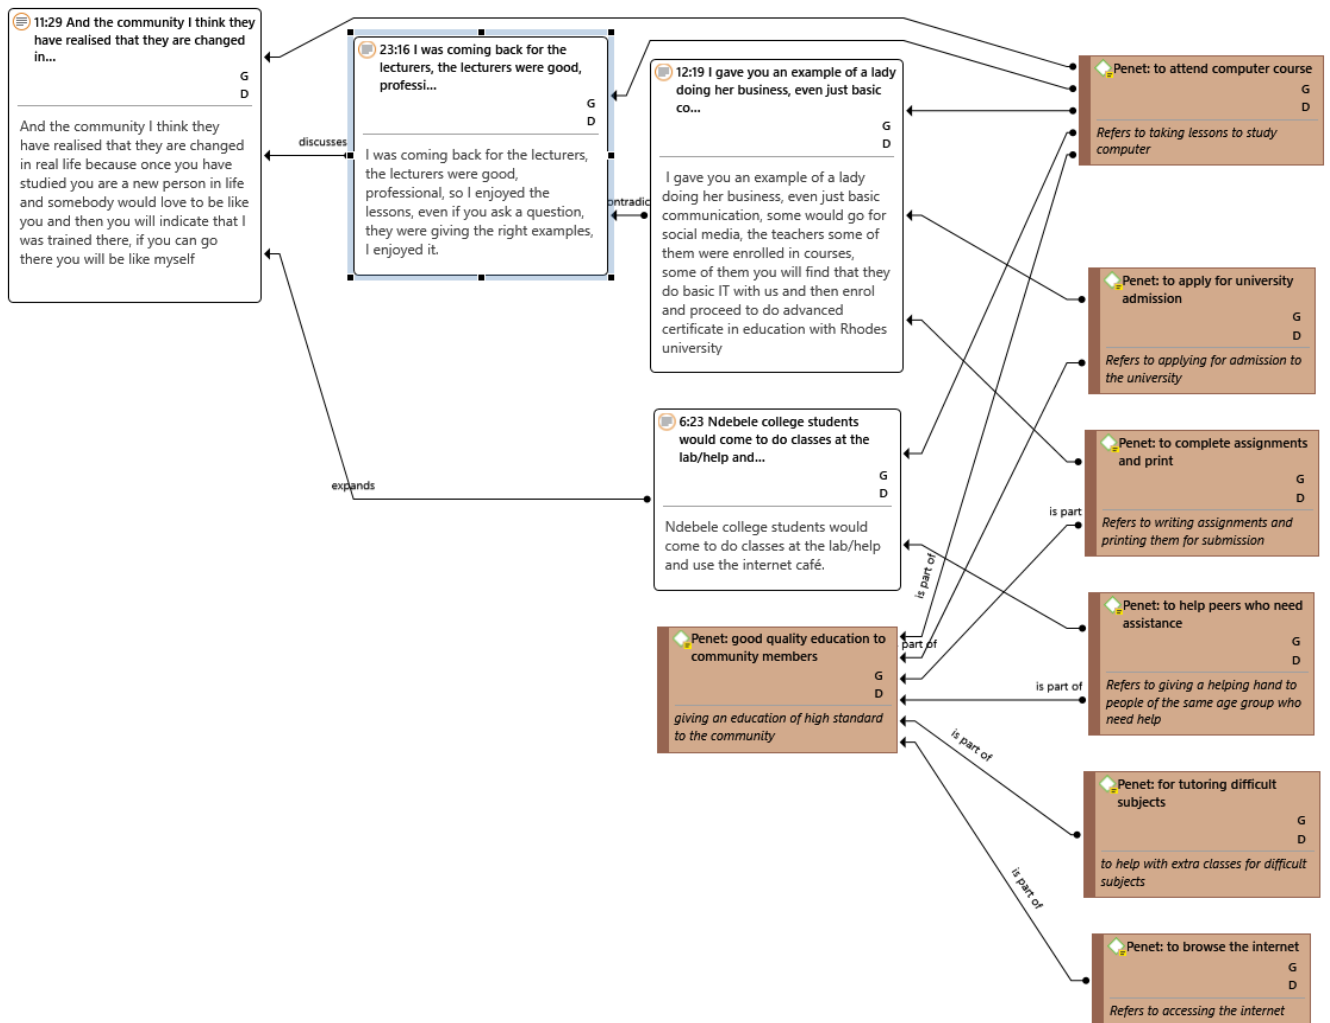 11:29 And the community I think they
have realised that they are changed
in...
G
D
And the community I think they
have realised that they are changed
in real life because once you have
studied you are a new person in life
and somebody would love to be like
you and then you will indicate that I
was trained there, if you can go
there you will be like myself
discusses
23:16 I was coming back for the
lecturers, the lecturers were good,
professi...
G
D
I was coming back for the lecturers,
the lecturers were good,
professional, so I enjoyed the
lessons, even if you ask a question,
they were giving the right examples,
I enjoyed it.
ontradic
12:19 I gave you an example of a lady
doing her business, even just basic
co...
G
D
I gave you an example of a lady
doing her business, even just basic
communication, some would go for
social media, the teachers some of
them were enrolled in courses,
some of them you will find that they
do basic IT with us and then enrol
and proceed to do advanced
certificate in education with Rhodes
university
expands
6:23 Ndebele college students
would come to do classes at the
lab/help and...
G
D
Ndebele college students would
come to do classes at the lab/help
and use the internet café.
Penet: good quality education to
community members
G
D
giving an education of high standard
to the community
is part of
part of
is part
is part of
is part of
is part of
Penet: to attend computer course
G
D
Refers to taking lessons to study
computer
Penet: to apply for university
admission
G
D
Refers to applying for admission to
the university
Penet: to complete assignments
and print
G
D
Refers to writing assignments and
printing them for submission
Penet: to help peers who need
assistance
G
D
Refers to giving a helping hand to
people of the same age group who
need help
Penet: for tutoring difficult
subjects
G
D
to help with extra classes for difficult
subjects
Penet: to browse the internet
G
D
Refers to accessing the internet